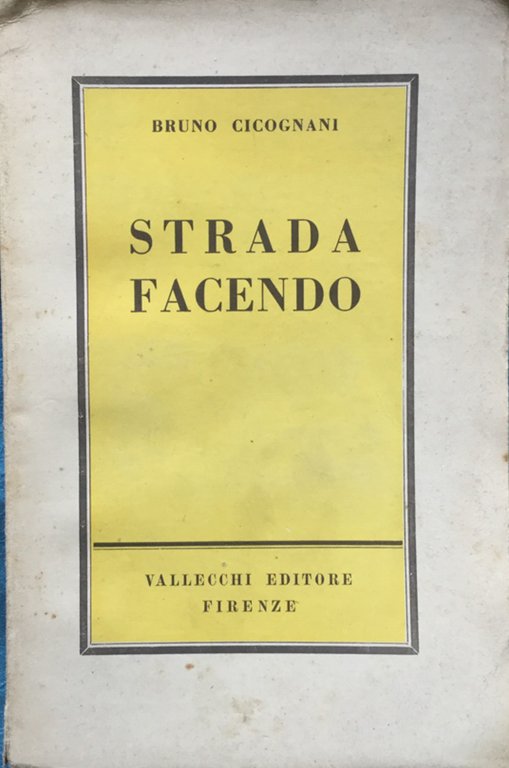 BRUNO CICOGNANI
STRADA
FACENDO
VALLECCHI EDITORE
FIRENZE